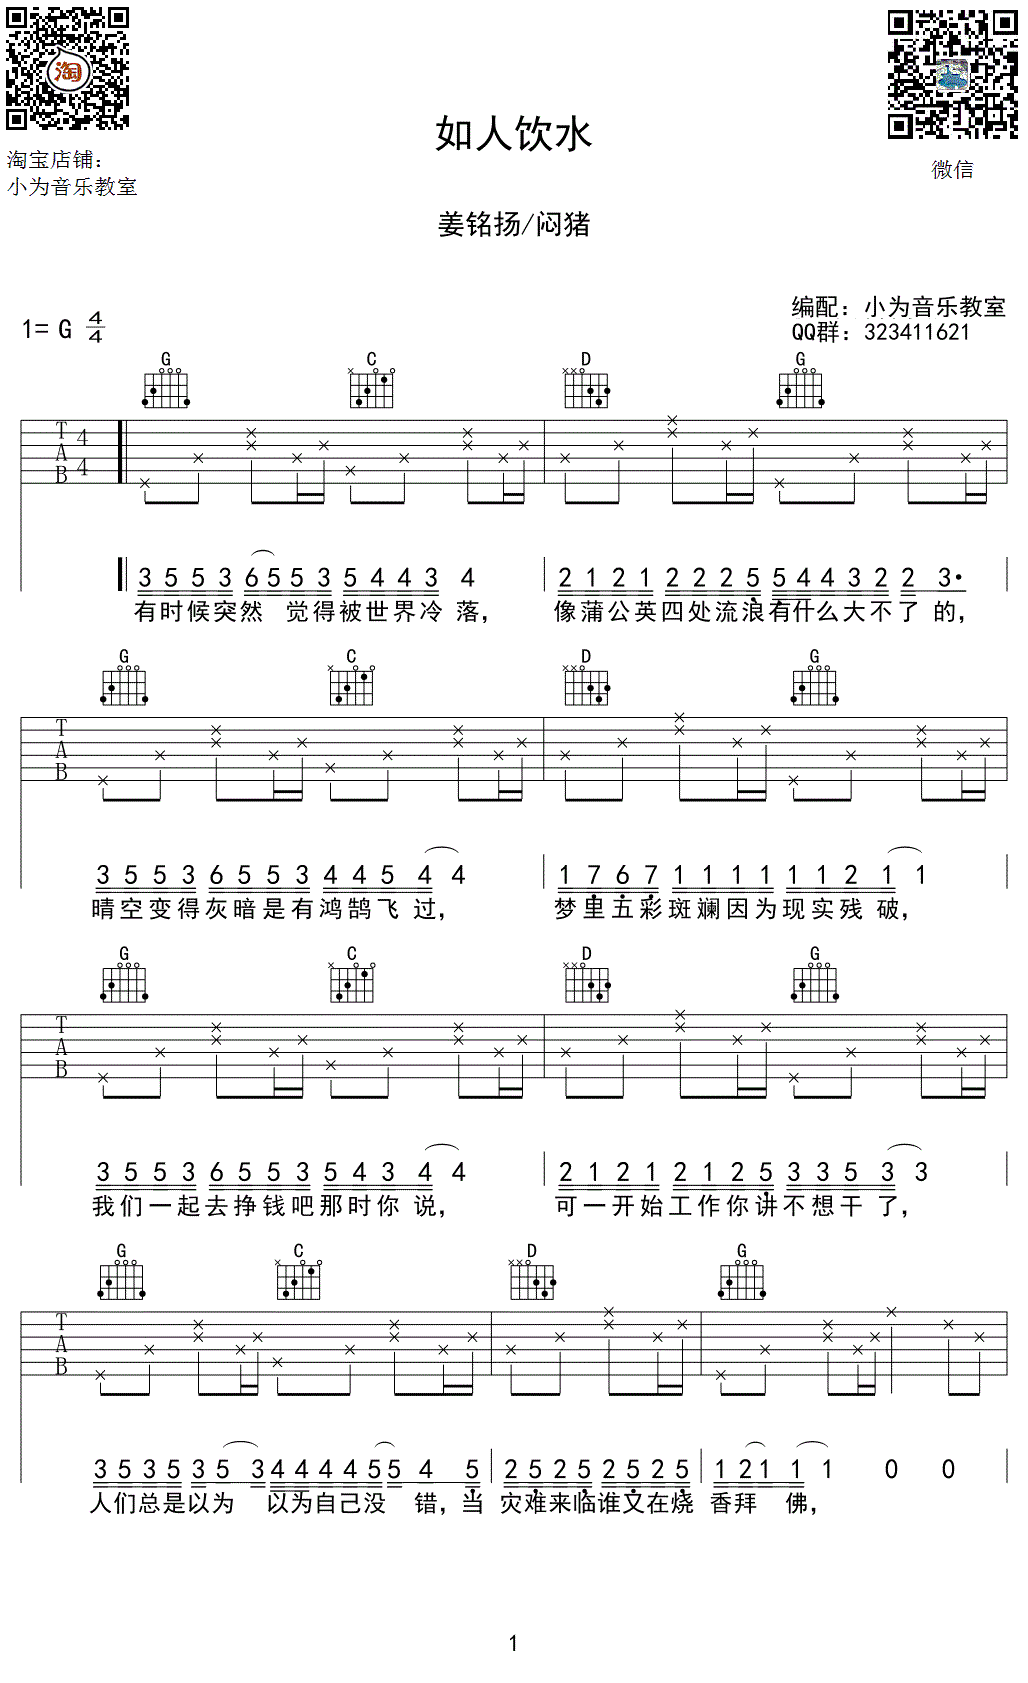 淘宝店铺：
小为音乐教室
微信
如人饮水
姜铭扬/闷猪
编配：小为音乐教室
QQ群：323411621
1= G 4/4
G C D G
T A B 4/4
3 5 5 3 6 5 5 3 5 4 4 3 4 2 1 2 1 2 2 2 5 5 4 4 3 2 2 3·
有时候突然 觉得被世界冷 落， 像蒲公英四处流浪有什么大不了 的，
G C D G
T A B
3 5 5 3 6 5 5 3 4 4 5 4 4 1 7 6 7 1 1 1 1 1 1 2 1 1
晴空变得灰暗是有鸿鹄飞 过， 梦里五彩斑斓因为现实残 破，
G C D G
T A B
3 5 5 3 6 5 5 3 5 4 3 4 4 2 1 2 1 2 1 2 5 3 3 5 3 3
我们一起去挣钱吧那时你 说， 可一开始工作你讲不想干 了，
G C D G
T A B
3 5 3 5 3 5 3 4 4 4 4 5 5 4 5 2 5 2 5 2 5 2 5 1 2 1 1 1 0 0
人们总是以为 以为自己没 错，当 灾难来临谁又在烧 香拜 佛，
1